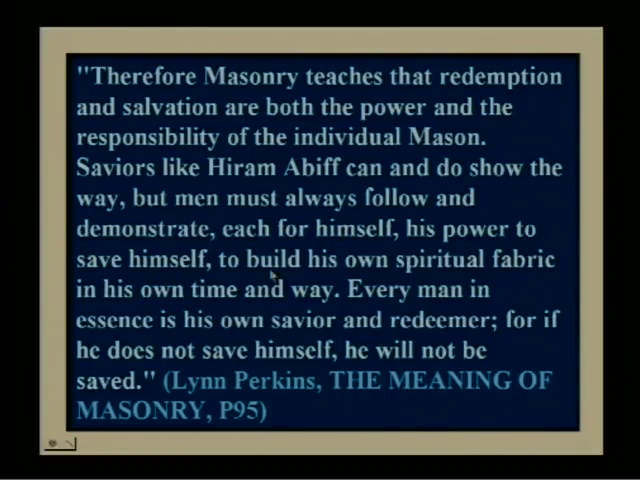 "Therefore Masonry teaches that redemption
and salvation are both the power and the
responsibility of the individual Mason.
Saviors like Hiram Abiff can and do show the
way, but men must always follow and
demonstrate, each for himself, his power to
save himself, to build his own spiritual fabric
in his own time and way. Every man in
essence is his own savior and redeemer; for if
he does not save himself, he will not be
saved." (Lynn Perkins, THE MEANING OF
MASONRY, P95)